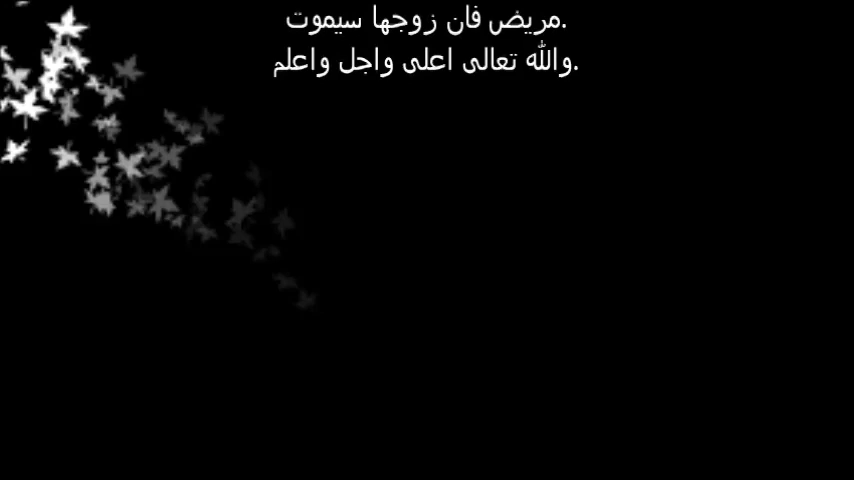 مريض فان زوجها سيموت.
والله تعالى اعلى واجل واعلم.